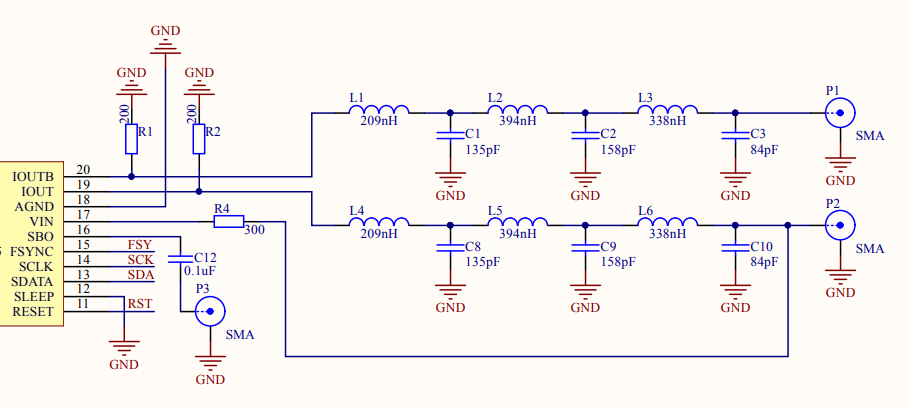 GND
GND
GND
200
R1
200
R2
IOUTB 20
IOUT 19
AGND 18
VIN 17
SBO 16
FSYNC 15 FSY
SCLK 14 SCK
SDATA 13 SDA
SLEEP 12
RESET 11 RST
R4
300
C12
0.1uF
P3
SMA
GND
GND
L1
209nH
L2
394nH
L3
338nH
C1
135pF
GND
C2
158pF
GND
C3
84pF
GND
P1
SMA
GND
L4
209nH
L5
394nH
L6
338nH
C8
135pF
GND
C9
158pF
GND
C10
84pF
GND
P2
SMA
GND